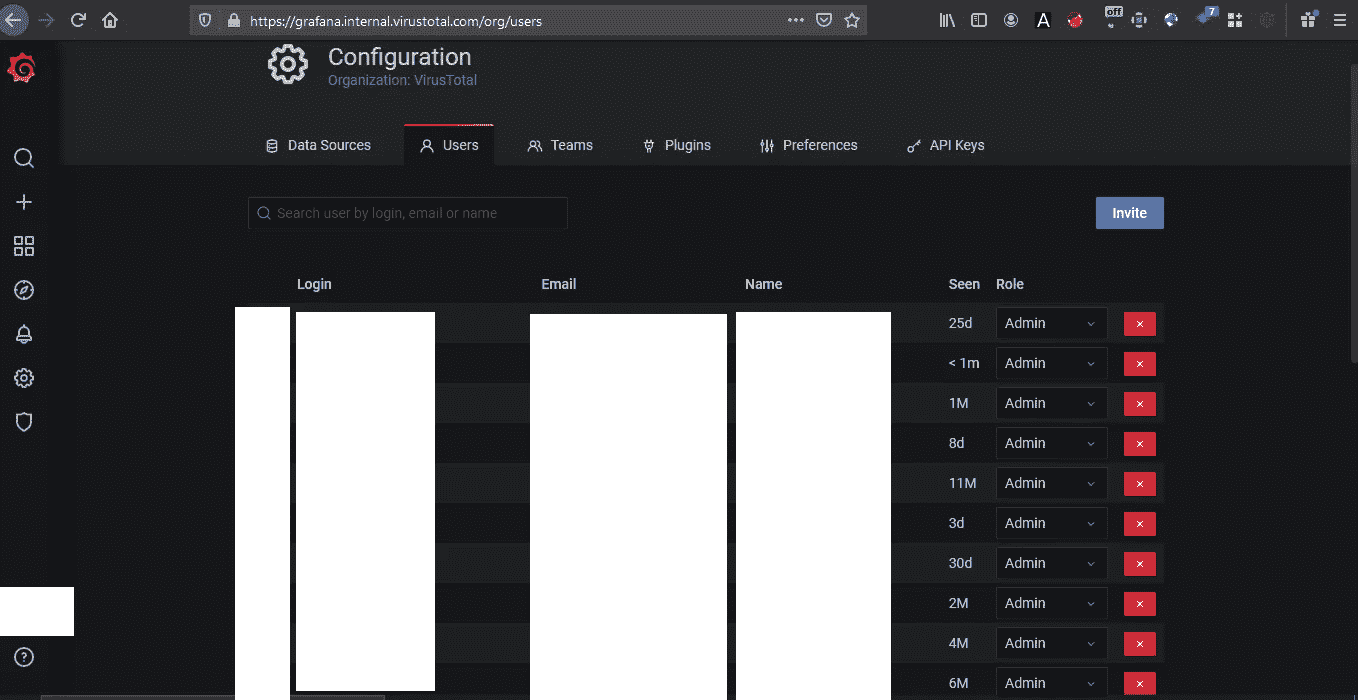 https://grafana.internal.virustotal.com/org/users
off
7
A
Configuration
Organization: VirusTotal
Data Sources
Users
Teams
Plugins
Preferences
API Keys
Search user by login, email or name
Invite
Login Email Name Seen Role
25d Admin
< 1m Admin
1M Admin
8d Admin
11M Admin
3d Admin
30d Admin
2M Admin
4M Admin
6M Admin